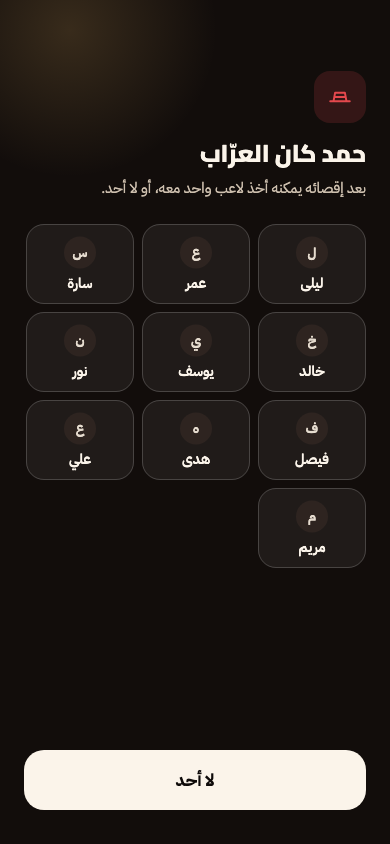 حمد كان العرّاب
بعد إقصائه يمكنه أخذ لاعب واحد معه، أو لا أحد.
ل
ليلى
ع
عمر
س
سارة
خ
خالد
ي
يوسف
ن
نور
ف
فيصل
ه
هدى
ع
علي
م
مريم
لا أحد